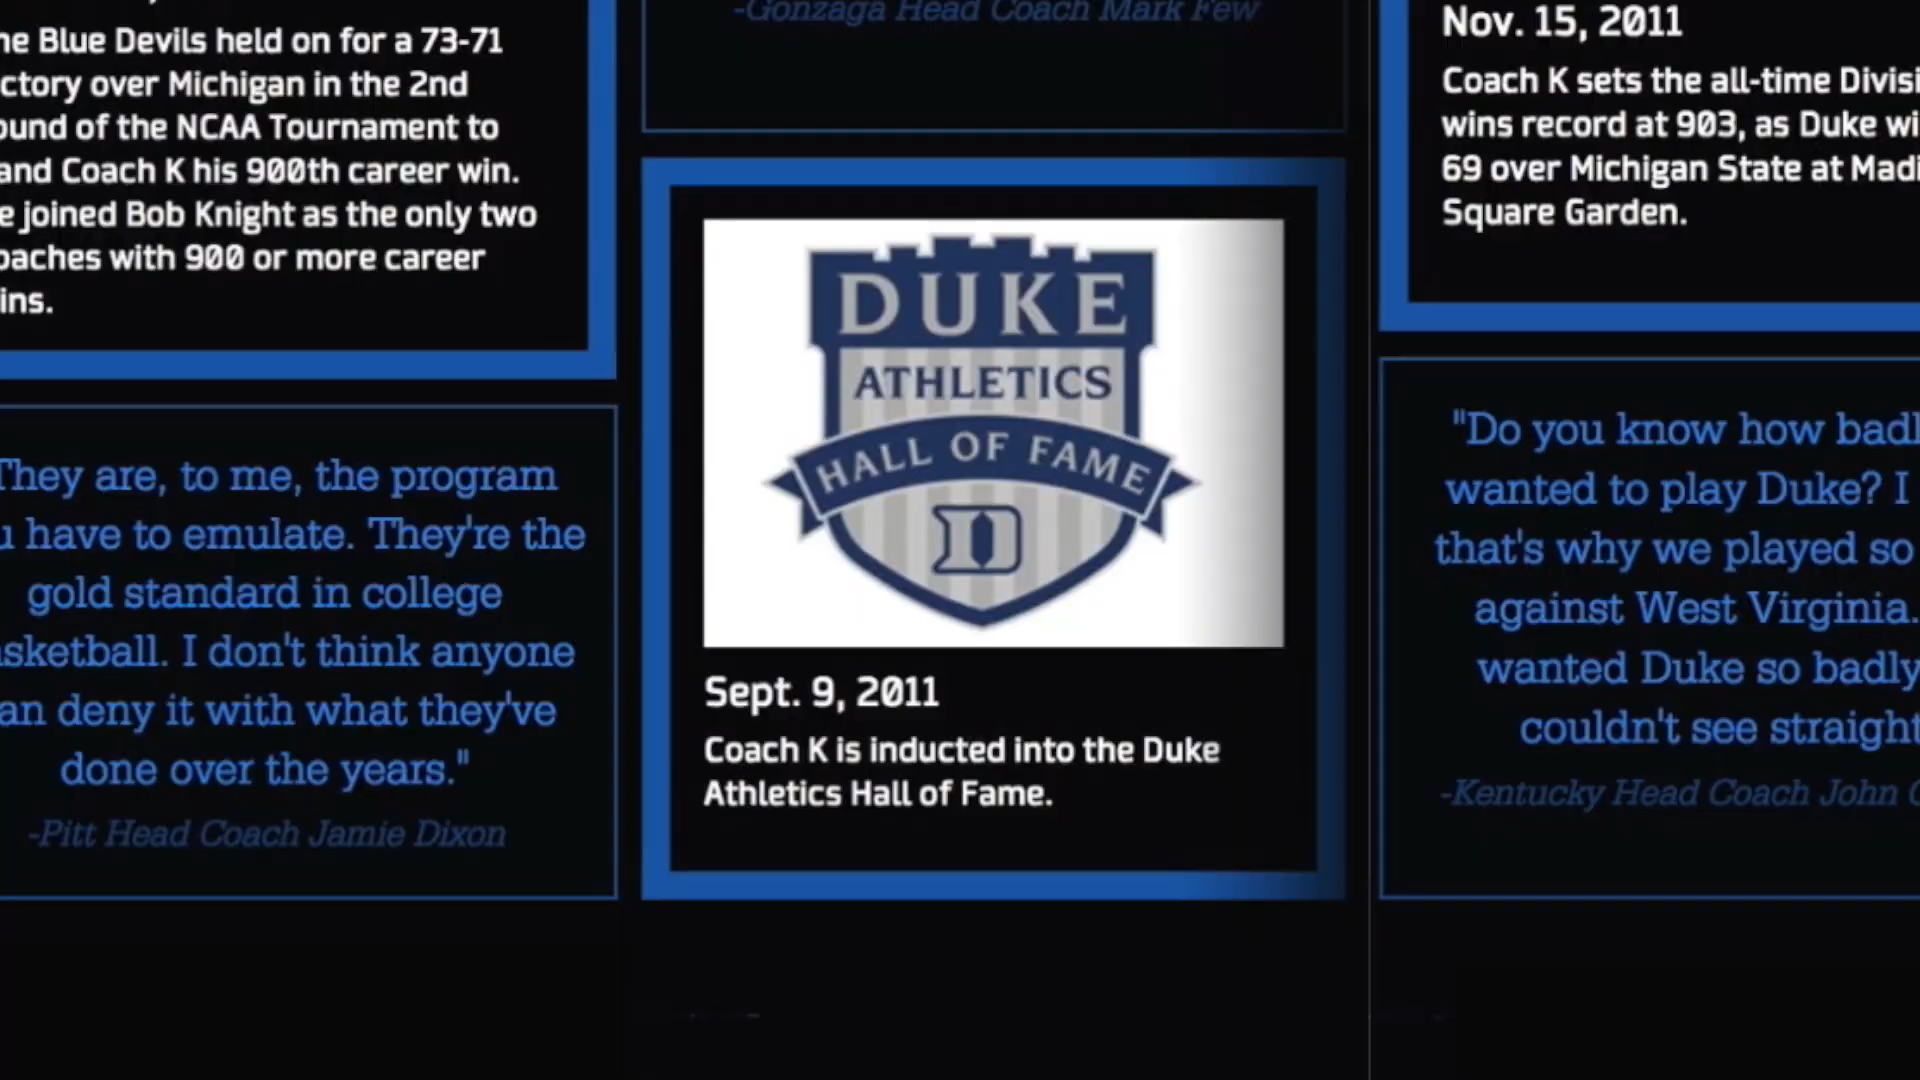 he Blue Devils held on for a 73-71
ctory over Michigan in the 2nd
ound of the NCAA Tournament to
and Coach K his 900th career win.
e joined Bob Knight as the only two
oaches with 900 or more career
ins.
They are, to me, the program
u have to emulate. They're the
gold standard in college
asketball. I don't think anyone
an deny it with what they've
done over the years."
-Pitt Head Coach Jamie Dixon
-Gonzaga Head Coach Mark Few
DUKE
ATHLETICS
HALL OF FAME
D
Sept. 9, 2011
Coach K is inducted into the Duke
Athletics Hall of Fame.
Nov. 15, 2011
Coach K sets the all-time Divisi
wins record at 903, as Duke wi
69 over Michigan State at Madi
Square Garden.
"Do you know how badl
wanted to play Duke? I
that's why we played so
against West Virginia.
wanted Duke so badly
couldn't see straight
-Kentucky Head Coach John C